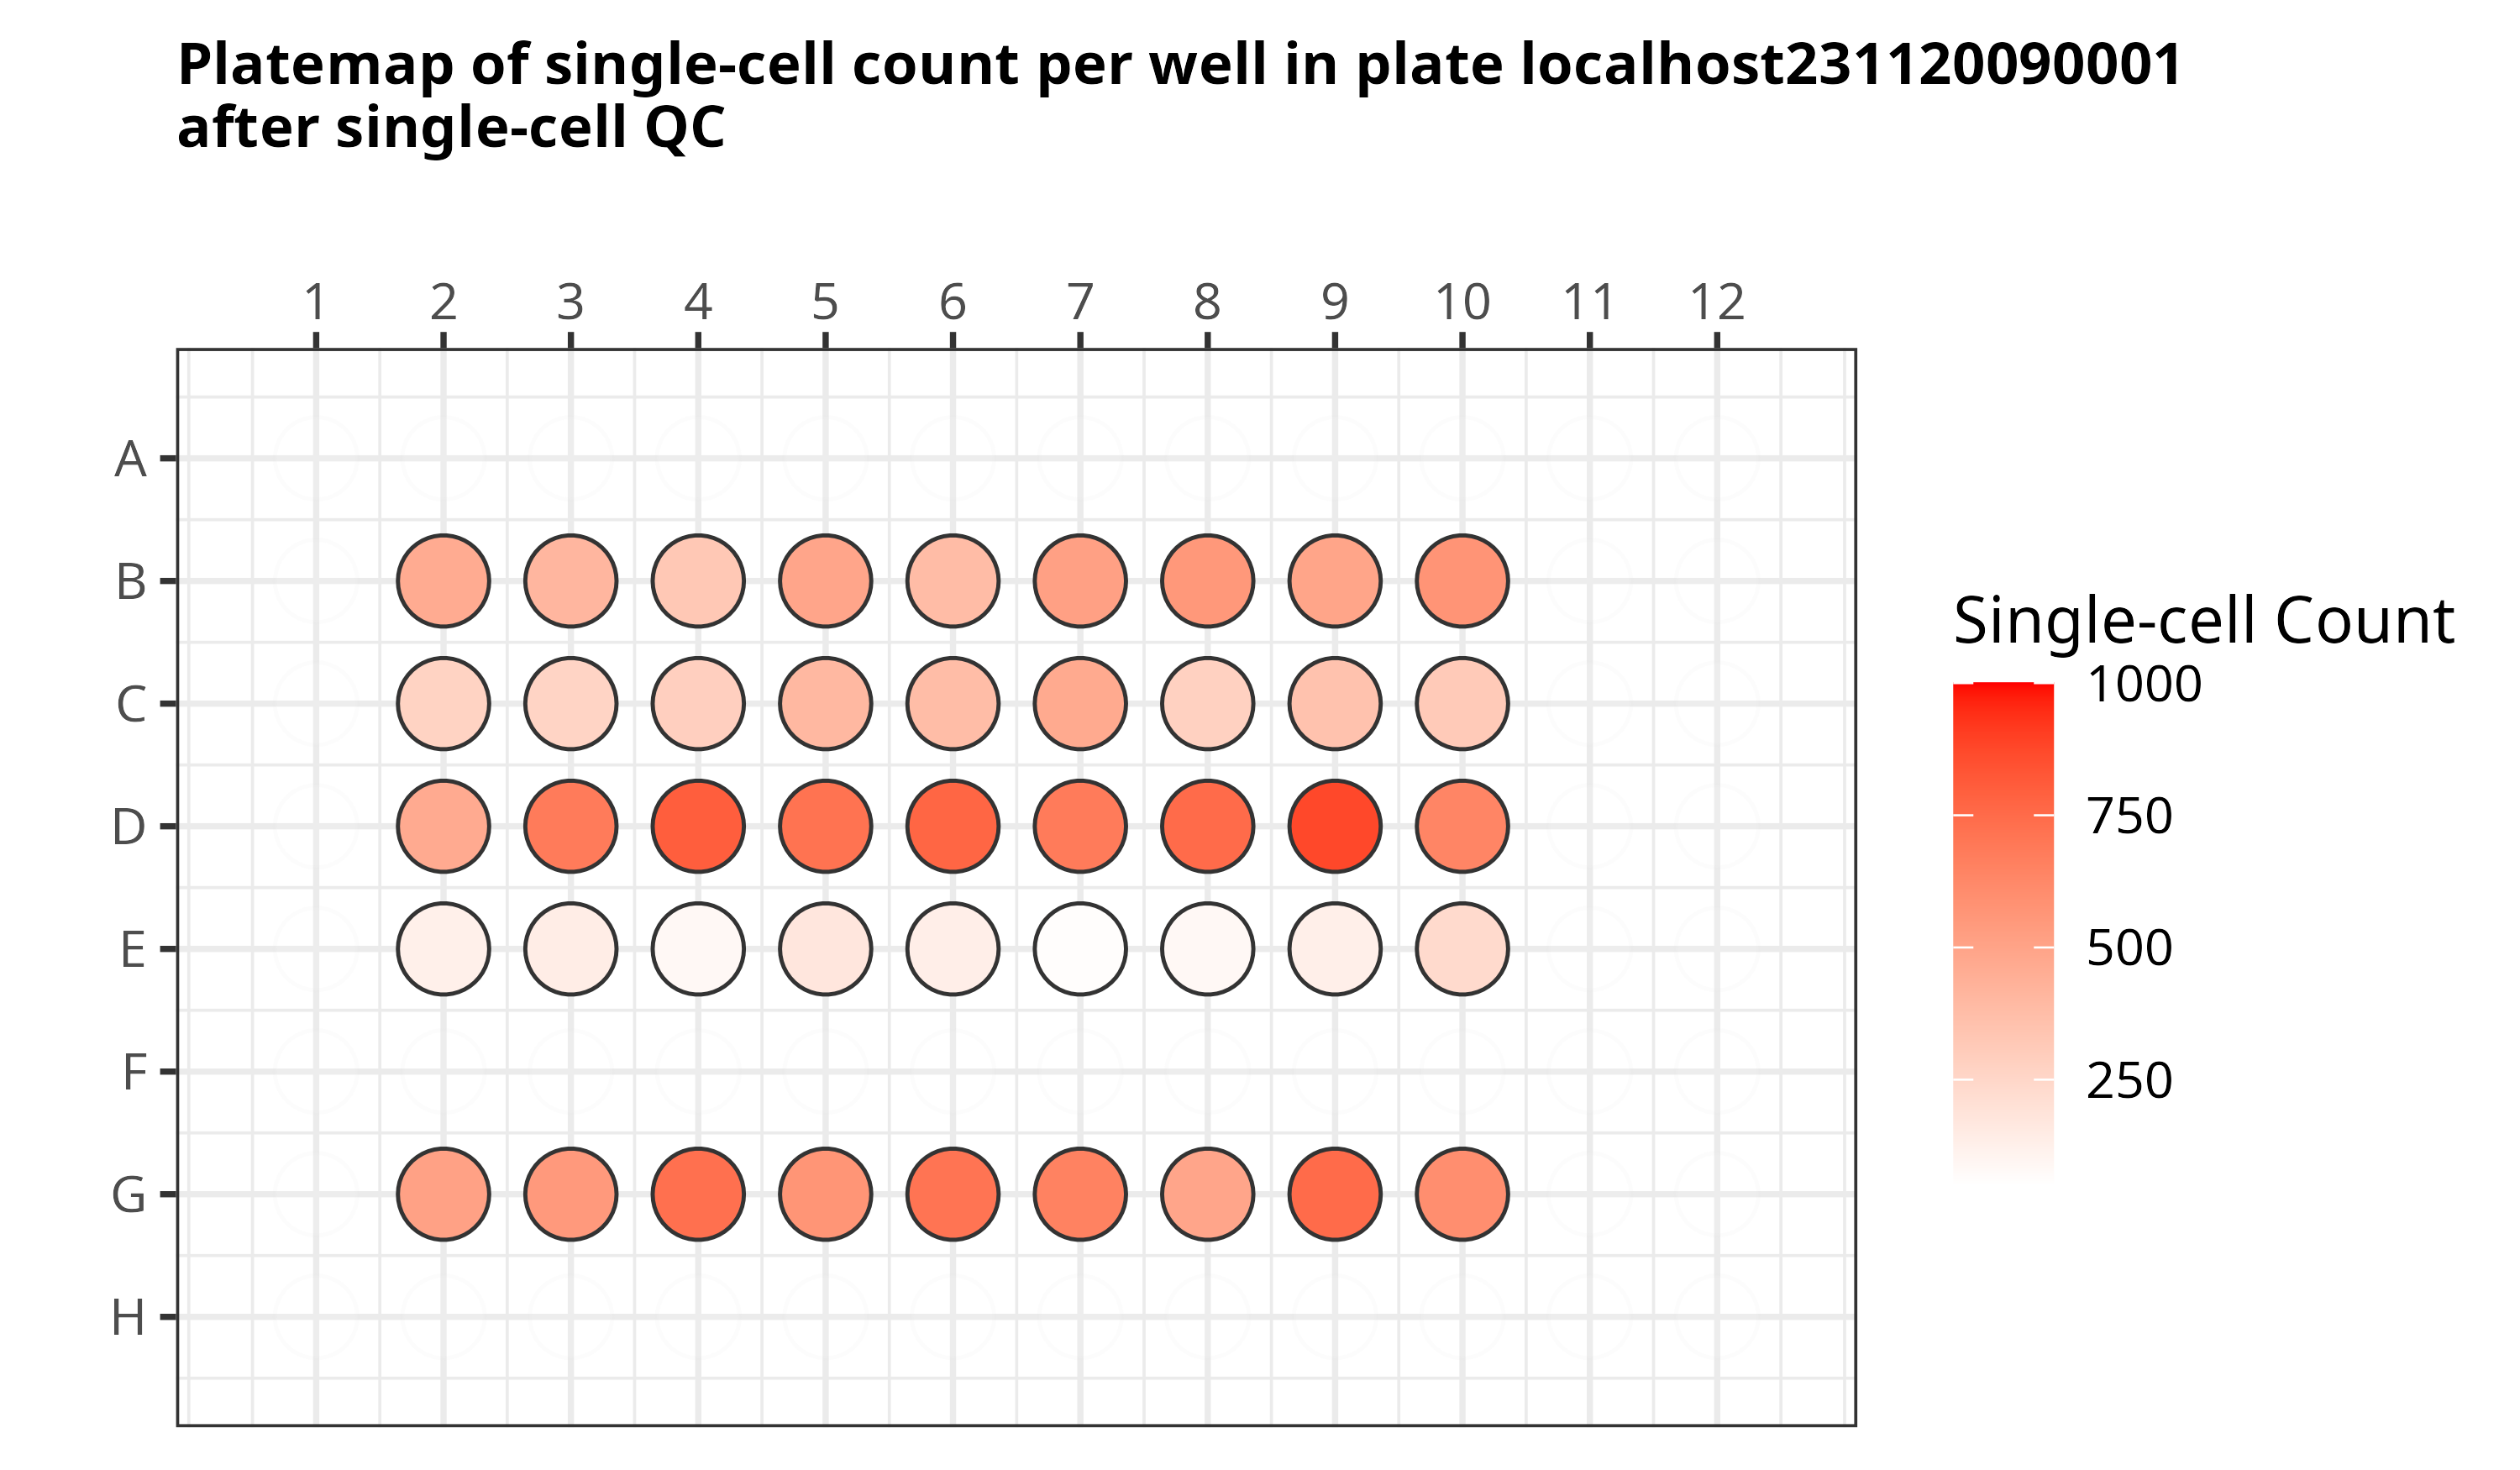 Platemap of single-cell count per well in plate localhost231120090001
after single-cell QC
1 2 3 4 5 6 7 8 9 10 11 12
A
B
C
D
E
F
G
H
Single-cell Count
1000
750
500
250